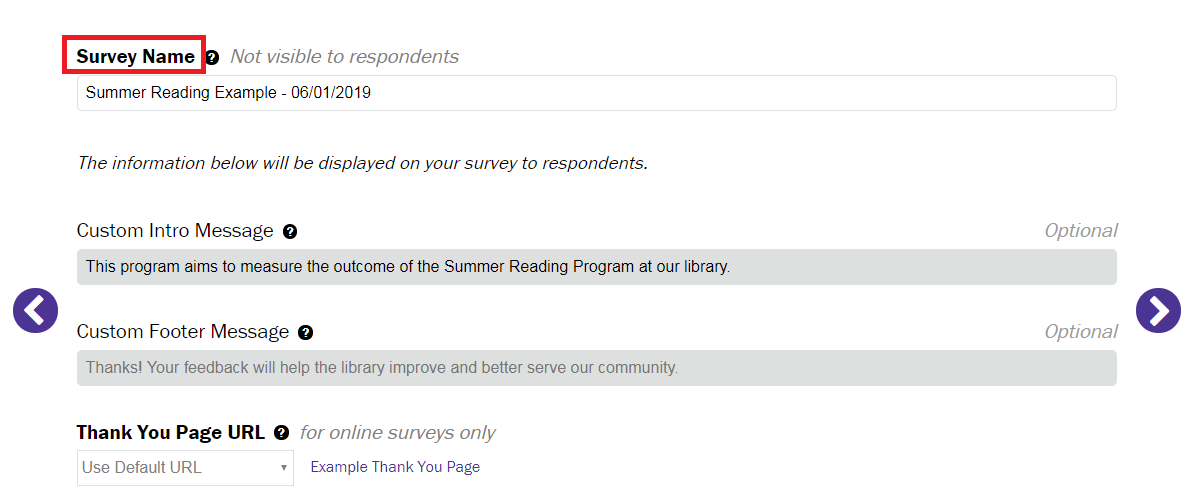 Survey Name ? Not visible to respondents
Summer Reading Example - 06/01/2019
The information below will be displayed on your survey to respondents.
Custom Intro Message ? Optional
This program aims to measure the outcome of the Summer Reading Program at our library.
Custom Footer Message ? Optional
Thanks! Your feedback will help the library improve and better serve our community.
Thank You Page URL ? for online surveys only
Use Default URL Example Thank You Page